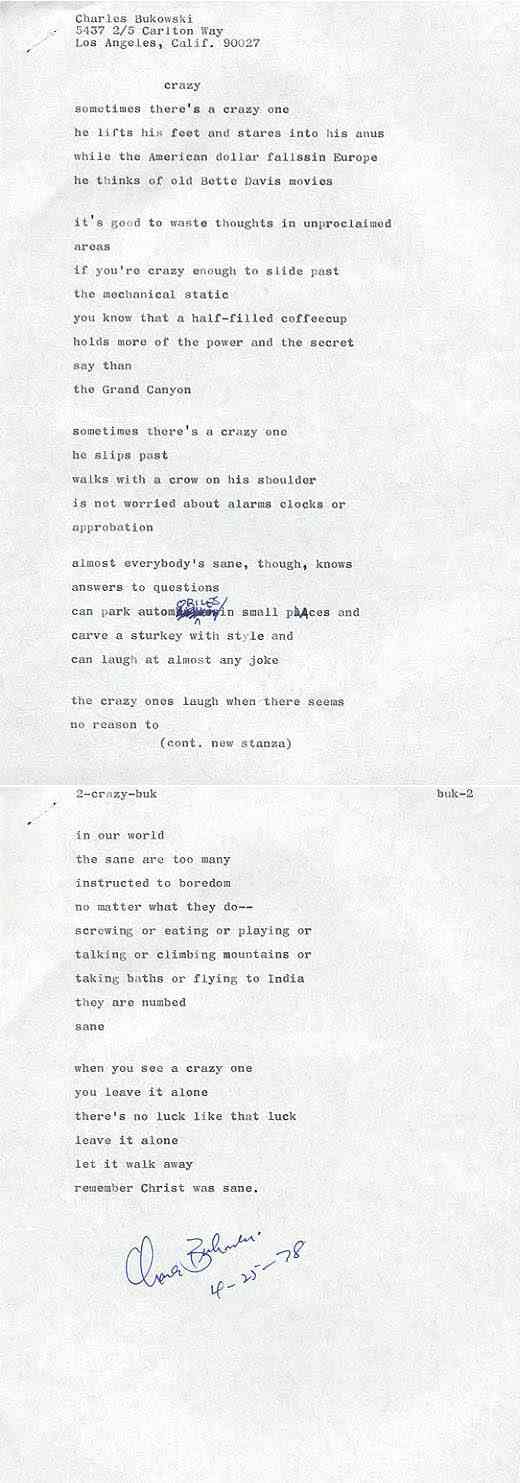 Charles Bukowski
5437 2/5 Carlton Way
Los Angeles, Calif. 90027
crazy
sometimes there's a crazy one
he lifts his feet and stares into his anus
while the American dollar fallssin Europe
he thinks of old Bette Davis movies
it's good to waste thoughts in unproclaimed
areas
if you're crazy enough to slide past
the mechanical static
you know that a half-filled coffeecup
holds more of the power and the secret
say than
the Grand Canyon
sometimes there's a crazy one
he slips past
walks with a crow on his shoulder
is not worried about alarms clocks or
approbation
almost everybody's sane, though, knows
answers to questions
can park automobiles in small places and
carve a sturkey with style and
can laugh at almost any joke
the crazy ones laugh when there seems
no reason to
(cont. new stanza)
2-crazy-buk buk-2
in our world
the sane are too many
instructed to boredom
no matter what they do--
screwing or eating or playing or
talking or climbing mountains or
taking baths or flying to India
they are numbed
sane
when you see a crazy one
you leave it alone
there's no luck like that luck
leave it alone
let it walk away
remember Christ was sane.
Charles Bukowski
4-25-78